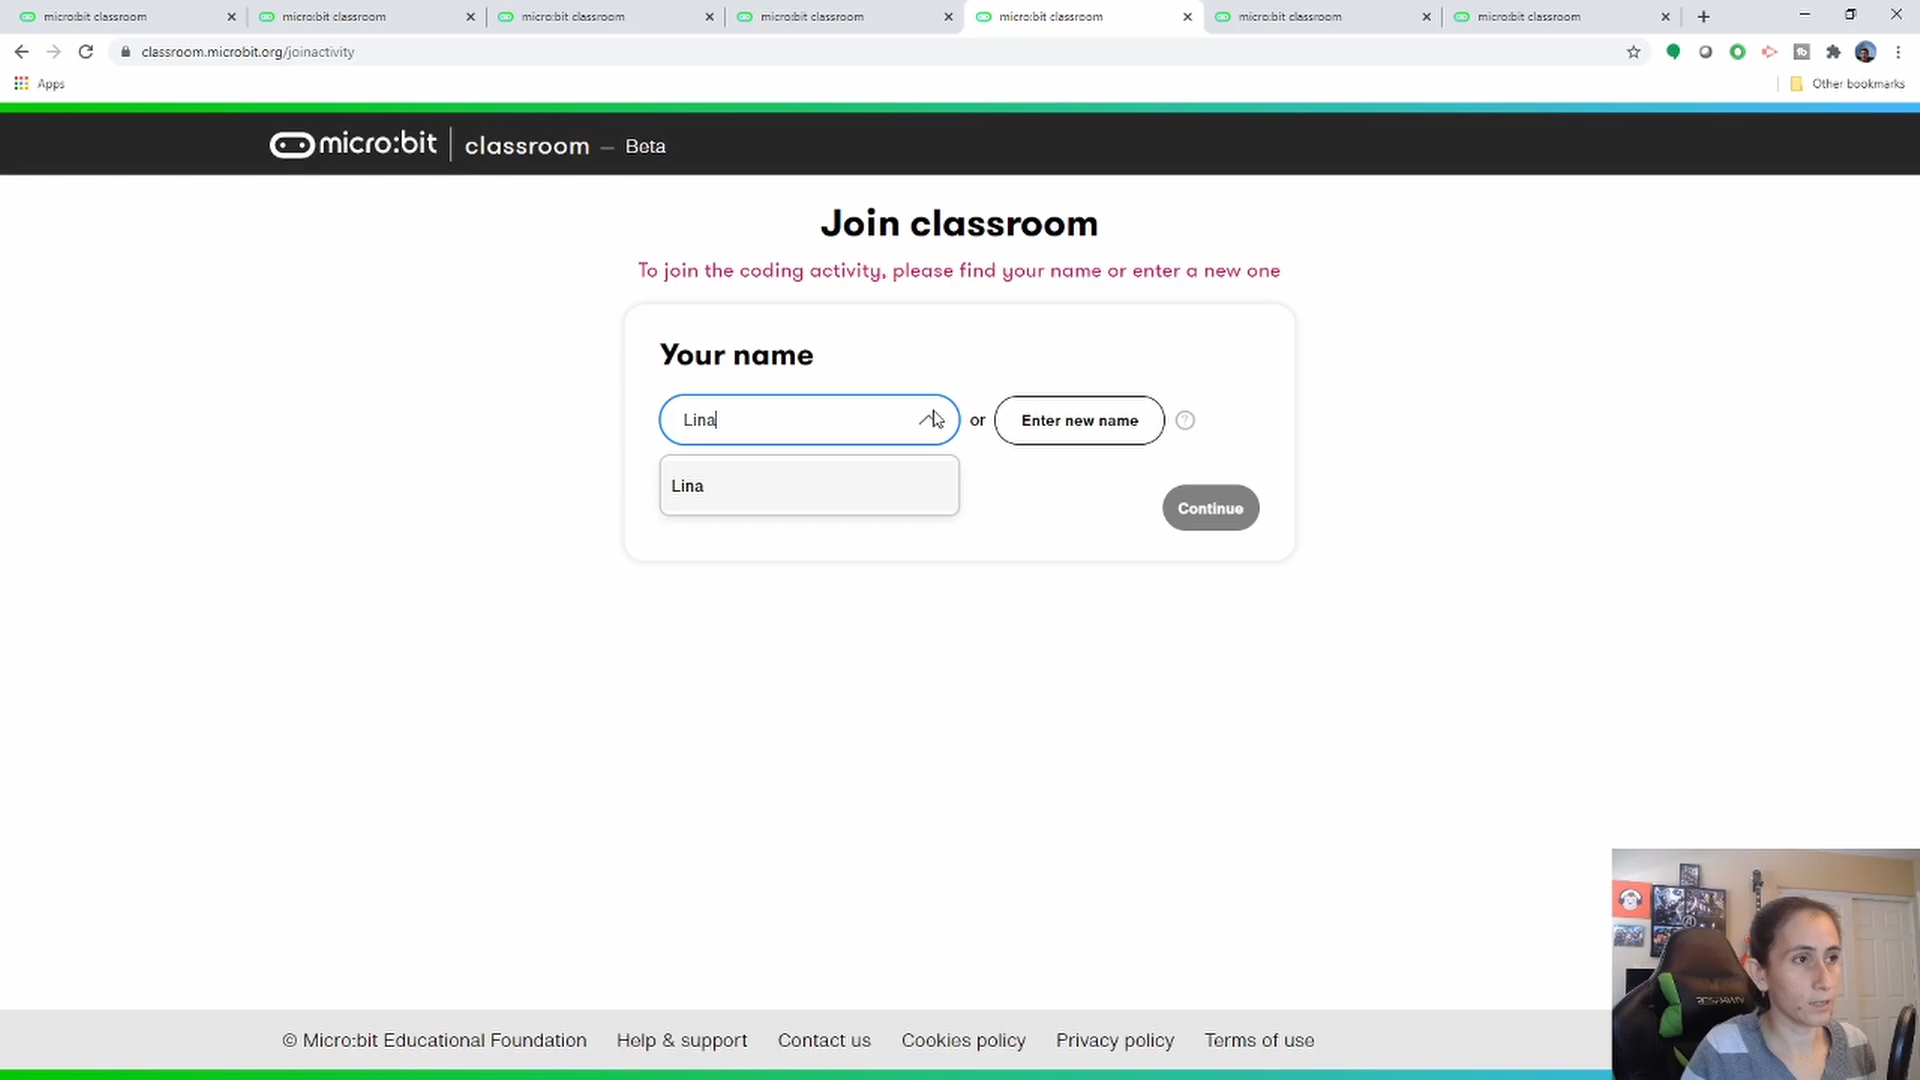 micro:bit classroom
micro:bit classroom
micro:bit classroom
micro:bit classroom
micro:bit classroom
micro:bit classroom
micro:bit classroom
classroom.microbit.org/joinactivity
Apps
Other bookmarks
micro:bit classroom — Beta
Join classroom
To join the coding activity, please find your name or enter a new one
Your name
Lina or Enter new name ?
Lina
Continue
RESPAWN
© Micro:bit Educational Foundation Help & support Contact us Cookies policy Privacy policy Terms of use